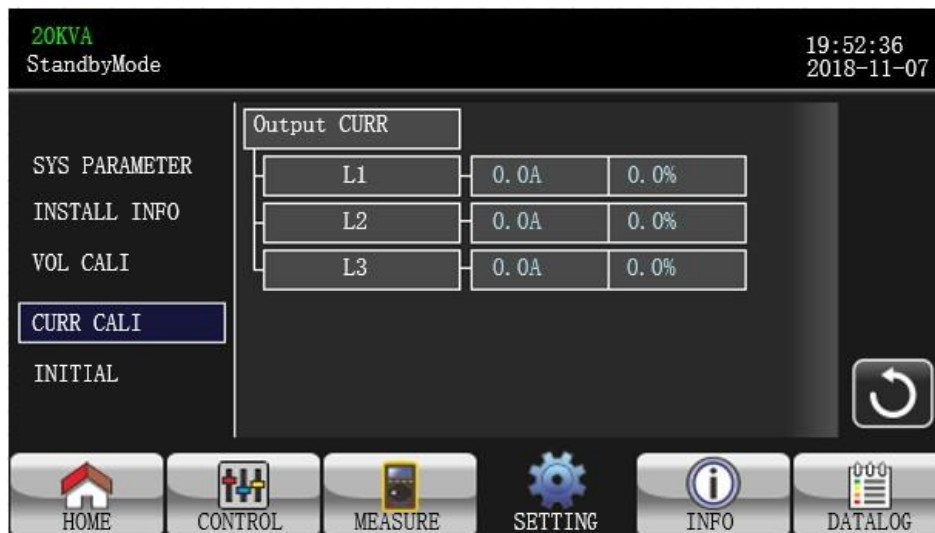 20KVA
StandbyMode
19:52:36
2018-11-07
SYS PARAMETER
INSTALL INFO
VOL CALI
CURR CALI
INITIAL
Output CURR
L1 0.0A 0.0%
L2 0.0A 0.0%
L3 0.0A 0.0%
HOME CONTROL MEASURE SETTING INFO DATALOG